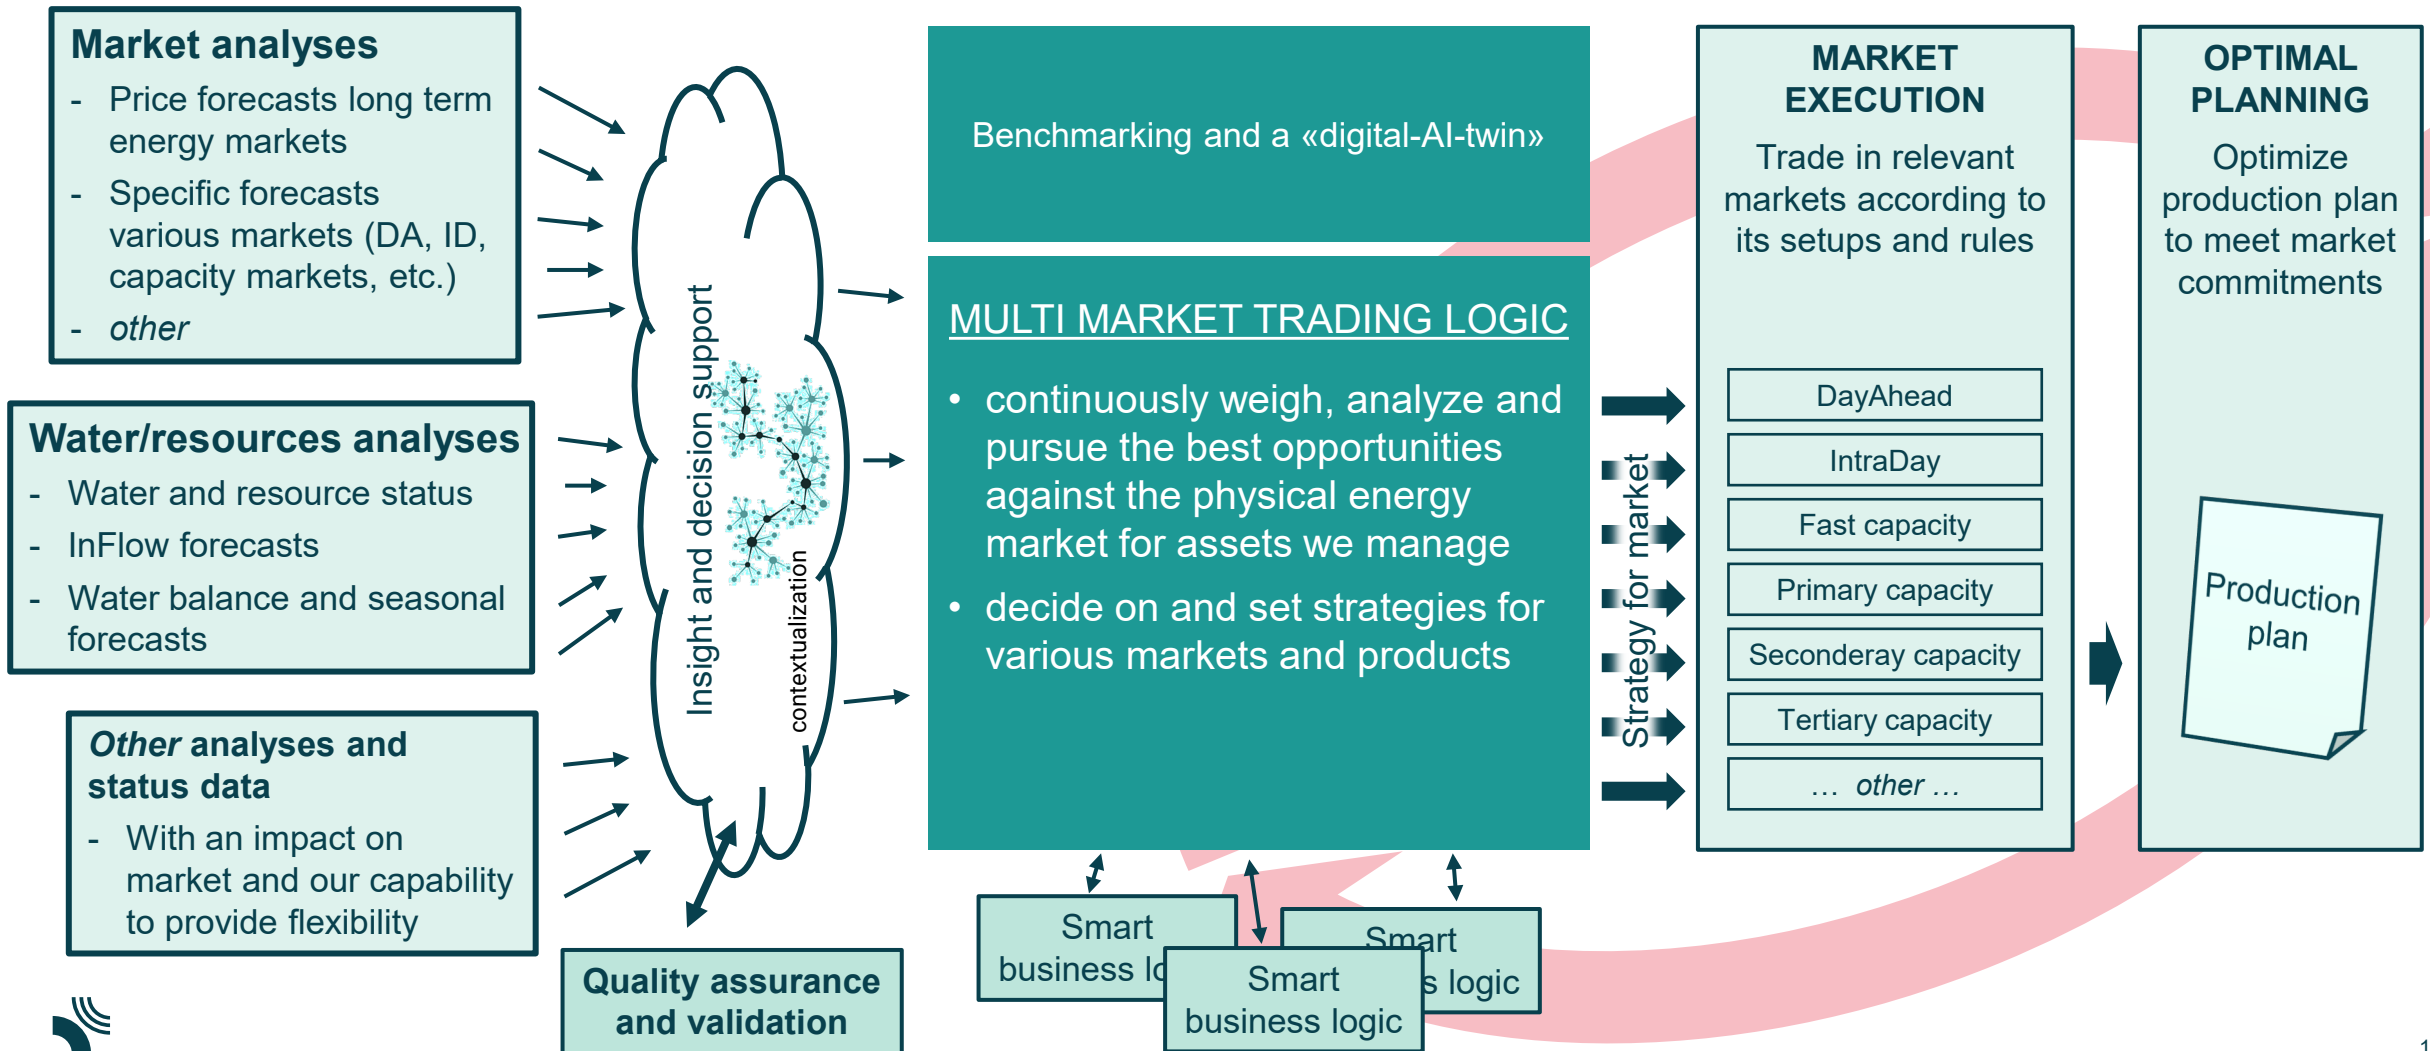 Market analyses
- Price forecasts long term
energy markets
- Specific forecasts
various markets (DA, ID,
capacity markets, etc.)
- other
Water/resources analyses
- Water and resource status
- InFlow forecasts
- Water balance and seasonal
forecasts
Other analyses and
status data
- With an impact on
market and our capability
to provide flexibility
Insight and decision support
contextualization
Quality assurance
and validation
Benchmarking and a «digital-AI-twin»
MULTI MARKET TRADING LOGIC
• continuously weigh, analyze and
pursue the best opportunities
against the physical energy
market for assets we manage
• decide on and set strategies for
various markets and products
Smart
business lo
Smart
business logic
Smart
s logic
Strategy for market
MARKET
EXECUTION
Trade in relevant
markets according to
its setups and rules
DayAhead
IntraDay
Fast capacity
Primary capacity
Seconderay capacity
Tertiary capacity
... other ...
OPTIMAL
PLANNING
Optimize
production plan
to meet market
commitments
Production
plan